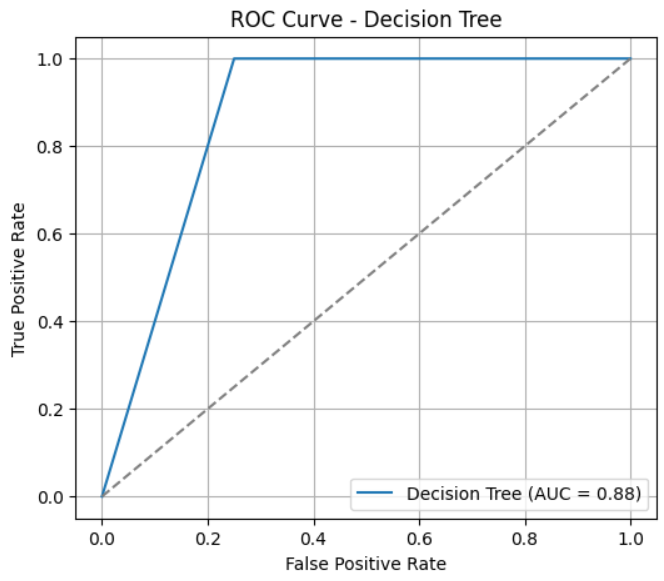 ROC Curve - Decision Tree
1.0
0.8
0.6
0.4
0.2
0.0
True Positive Rate
Decision Tree (AUC = 0.88)
0.0 0.2 0.4 0.6 0.8 1.0
False Positive Rate